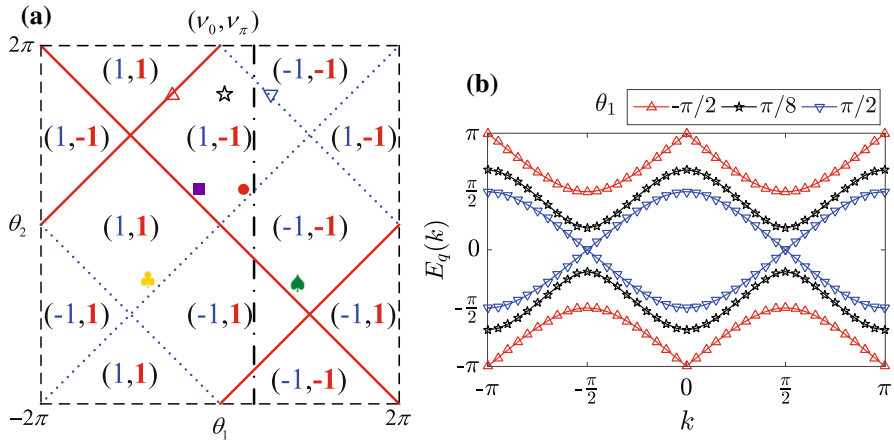 (a)
(ν₀,ν_π)
2π
(1,1)
(-1,-1)
(1,-1)
(1,-1)
(-1,-1)
θ₂
(1,1)
(-1,-1)
(-1,1)
(-1,1)
(-1,1)
(1,1)
(-1,-1)
-2π
θ₁
2π
(b)
θ₁ -π/2 π/8 π/2
π
π/2
0
-π/2
-π
E_q(k)
-π -π/2 0 π/2 π
k